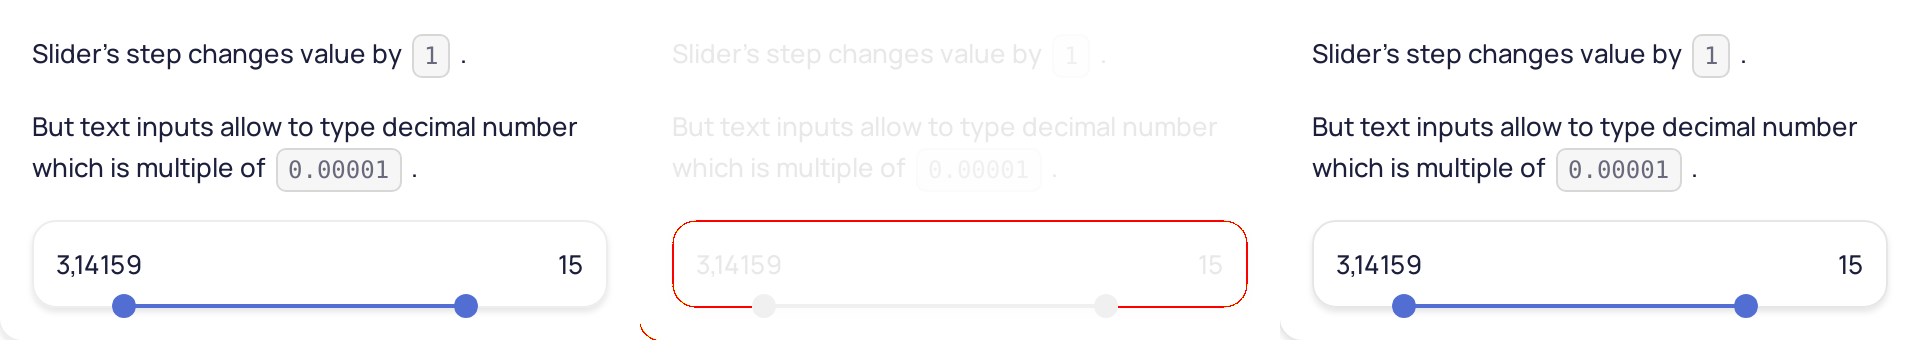 Slider's step changes value by 1 .
But text inputs allow to type decimal number
which is multiple of 0.00001 .
3,14159 15
Slider's step changes value by 1 .
But text inputs allow to type decimal number
which is multiple of 0.00001 .
3,14159 15
Slider's step changes value by 1 .
But text inputs allow to type decimal number
which is multiple of 0.00001 .
3,14159 15